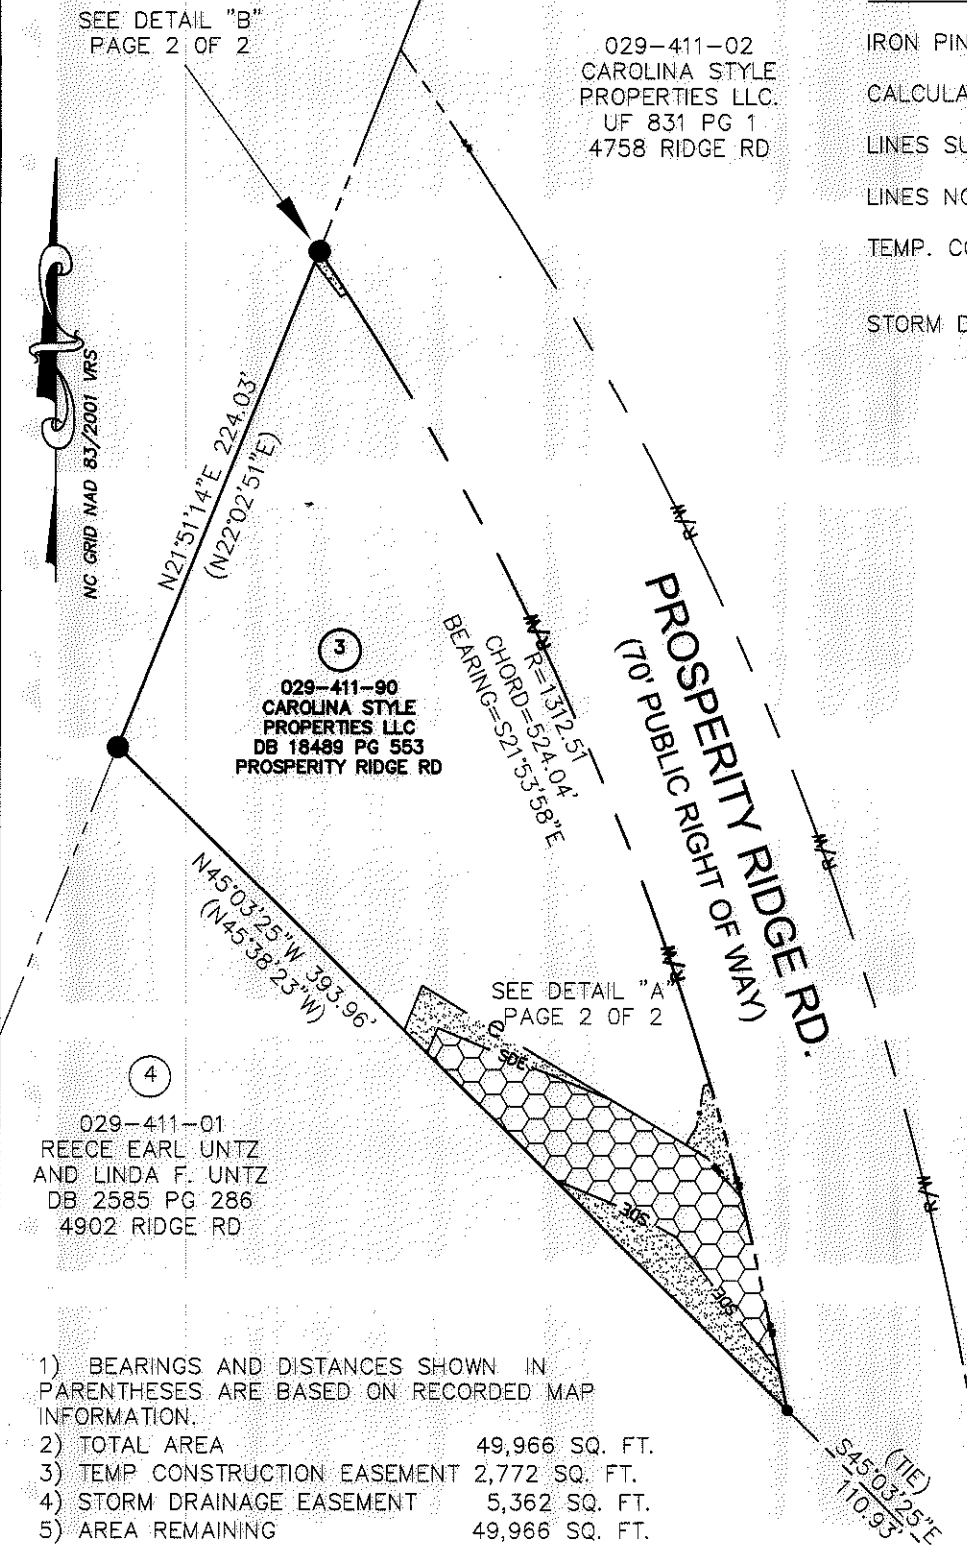 SEE DETAIL "B"
PAGE 2 OF 2
029-411-02
CAROLINA STYLE
PROPERTIES LLC.
UF 831 PG 1
4758 RIDGE RD
IRON PIN
CALCULA
LINES SU
LINES NO
TEMP. CO
STORM D
NC GRID NAD 83/2001 VRS
N21°51'14"E 224.03'
(N22°02'51"E)
3
029-411-90
CAROLINA STYLE
PROPERTIES LLC
DB 18489 PG 553
PROSPERITY RIDGE RD
R/W
R/W
R=1312.51
CHORD=524.04'
BEARING=S21°53'58"E
PROSPERITY RIDGE RD.
(70' PUBLIC RIGHT OF WAY)
R/W
R/W
N45°03'25"W 393.96'
(N45°38'23"W)
SEE DETAIL "A"
PAGE 2 OF 2
SDE
SDE
SDE
R/W
4
029-411-01
REECE EARL UNTZ
AND LINDA F. UNTZ
DB 2585 PG 286
4902 RIDGE RD
1) BEARINGS AND DISTANCES SHOWN IN
PARENTHESES ARE BASED ON RECORDED MAP
INFORMATION.
2) TOTAL AREA 49,966 SQ. FT.
3) TEMP CONSTRUCTION EASEMENT 2,772 SQ. FT.
4) STORM DRAINAGE EASEMENT 5,362 SQ. FT.
5) AREA REMAINING 49,966 SQ. FT.
(TIE)
S45°03'25"E
110.93'